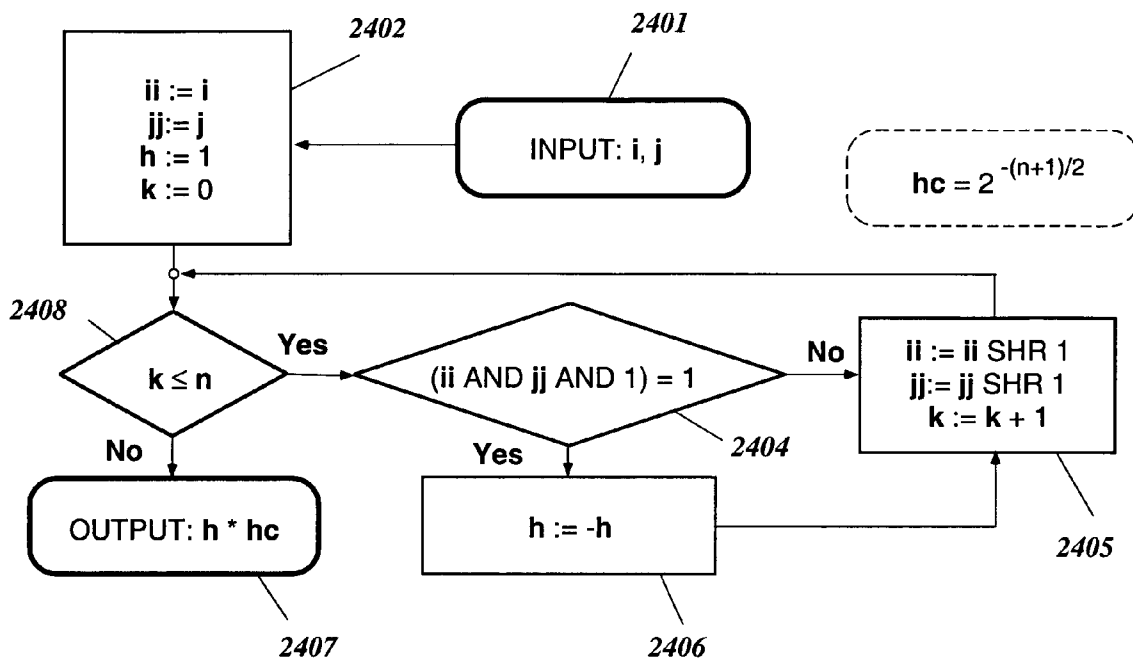 2402
2401
ii := i
jj:= j
h := 1
k := 0
INPUT: i, j
hc = 2 -(n+1)/2
2408
k ≤ n
Yes
(ii AND jj AND 1) = 1
No
ii := ii SHR 1
jj:= jj SHR 1
k := k + 1
No
Yes
2404
OUTPUT: h * hc
h := -h
2405
2407
2406